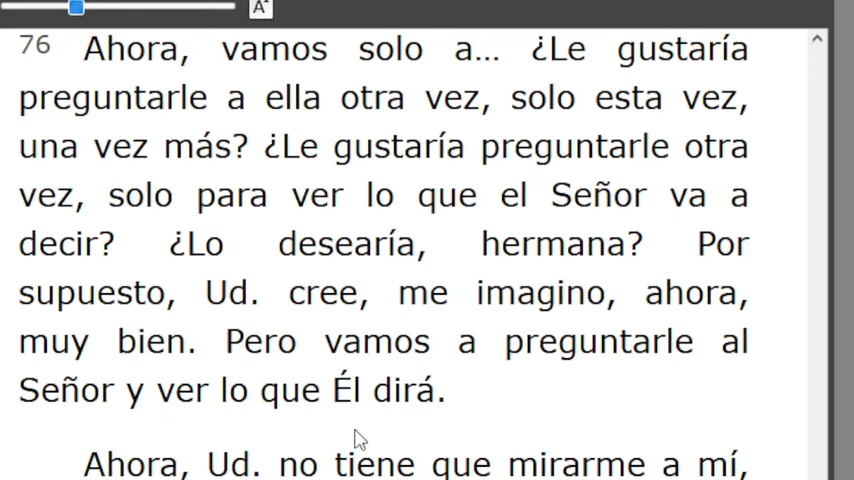 A^
76 Ahora, vamos solo a... ¿Le gustaría
preguntarle a ella otra vez, solo esta vez,
una vez más? ¿Le gustaría preguntarle otra
vez, solo para ver lo que el Señor va a
decir? ¿Lo desearía, hermana? Por
supuesto, Ud. cree, me imagino, ahora,
muy bien. Pero vamos a preguntarle al
Señor y ver lo que Él dirá.
Ahora, Ud. no tiene que mirarme a mí,